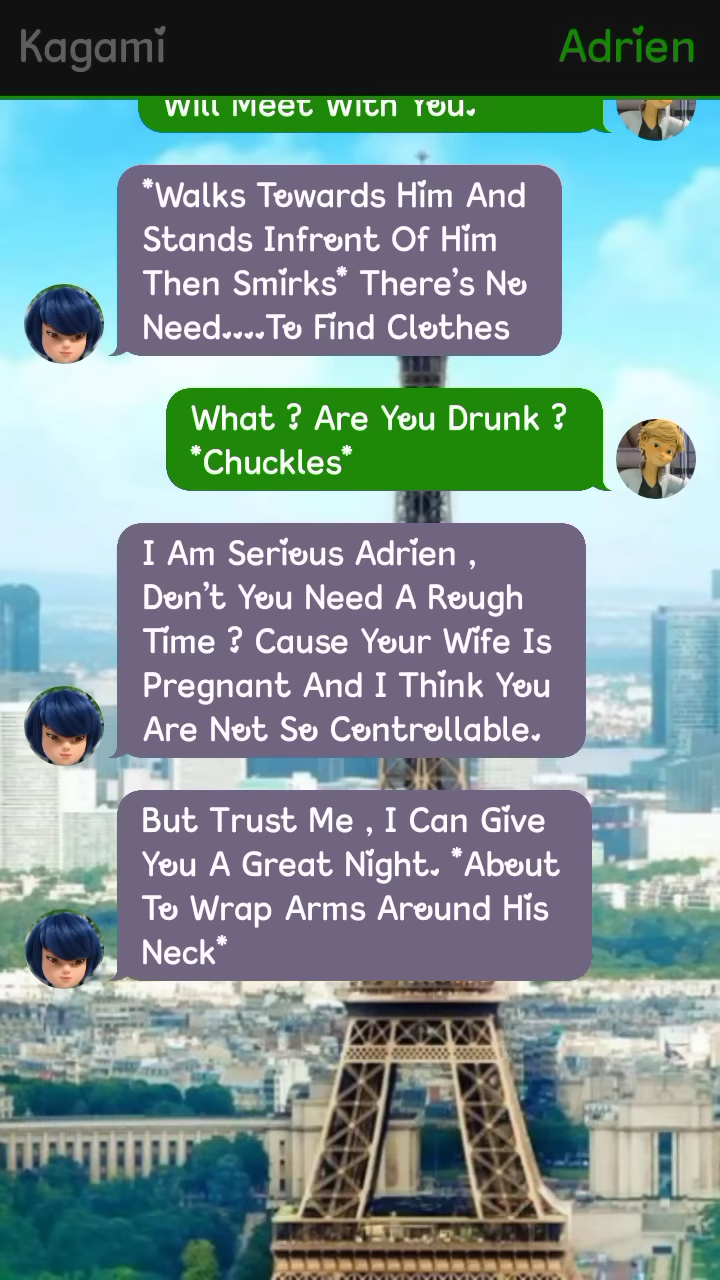 Kagami
Adrien
Will Meet With You.
*Walks Towards Him And
Stands Infront Of Him
Then Smirks* There's No
Need....To Find Clothes
What ? Are You Drunk ?
*Chuckles*
I Am Serious Adrien ,
Don't You Need A Rough
Time ? Cause Your Wife Is
Pregnant And I Think You
Are Not So Controllable.
But Trust Me , I Can Give
You A Great Night. *About
To Wrap Arms Around His
Neck*